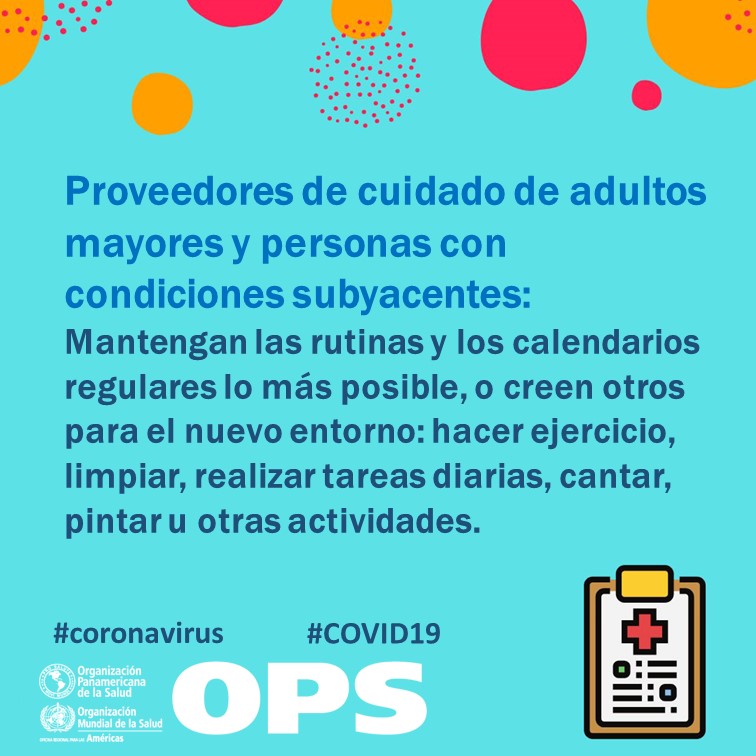 Proveedores de cuidado de adultos
mayores y personas con
condiciones subyacentes:
Mantengan las rutinas y los calendarios
regulares lo más posible, o creen otros
para el nuevo entorno: hacer ejercicio,
limpiar, realizar tareas diarias, cantar,
pintar u otras actividades.
#coronavirus #COVID19
Organización
Panamericana
de la Salud
Organización
Mundial de la Salud
OFICINA REGIONAL PARA LAS Américas
OPS